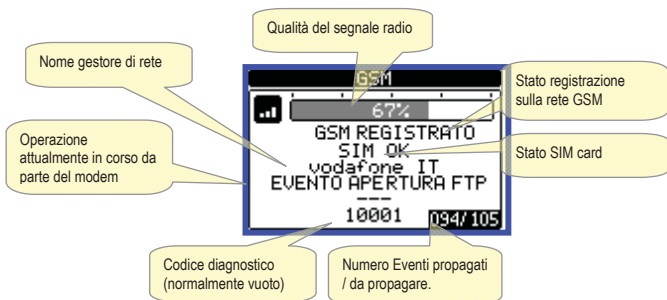 Qualità del segnale radio
Nome gestore di rete
GSM
Stato registrazione
sulla rete GSM
67%
Operazione
attualmente in corso da
parte del modem
GSM REGISTRATO
SIM OK
Stato SIM card
vodafone IT
EVENTO APERTURA FTP
---
10001
094/105
Codice diagnostico
(normalmente vuoto)
Numero Eventi propagati
/ da propagare.